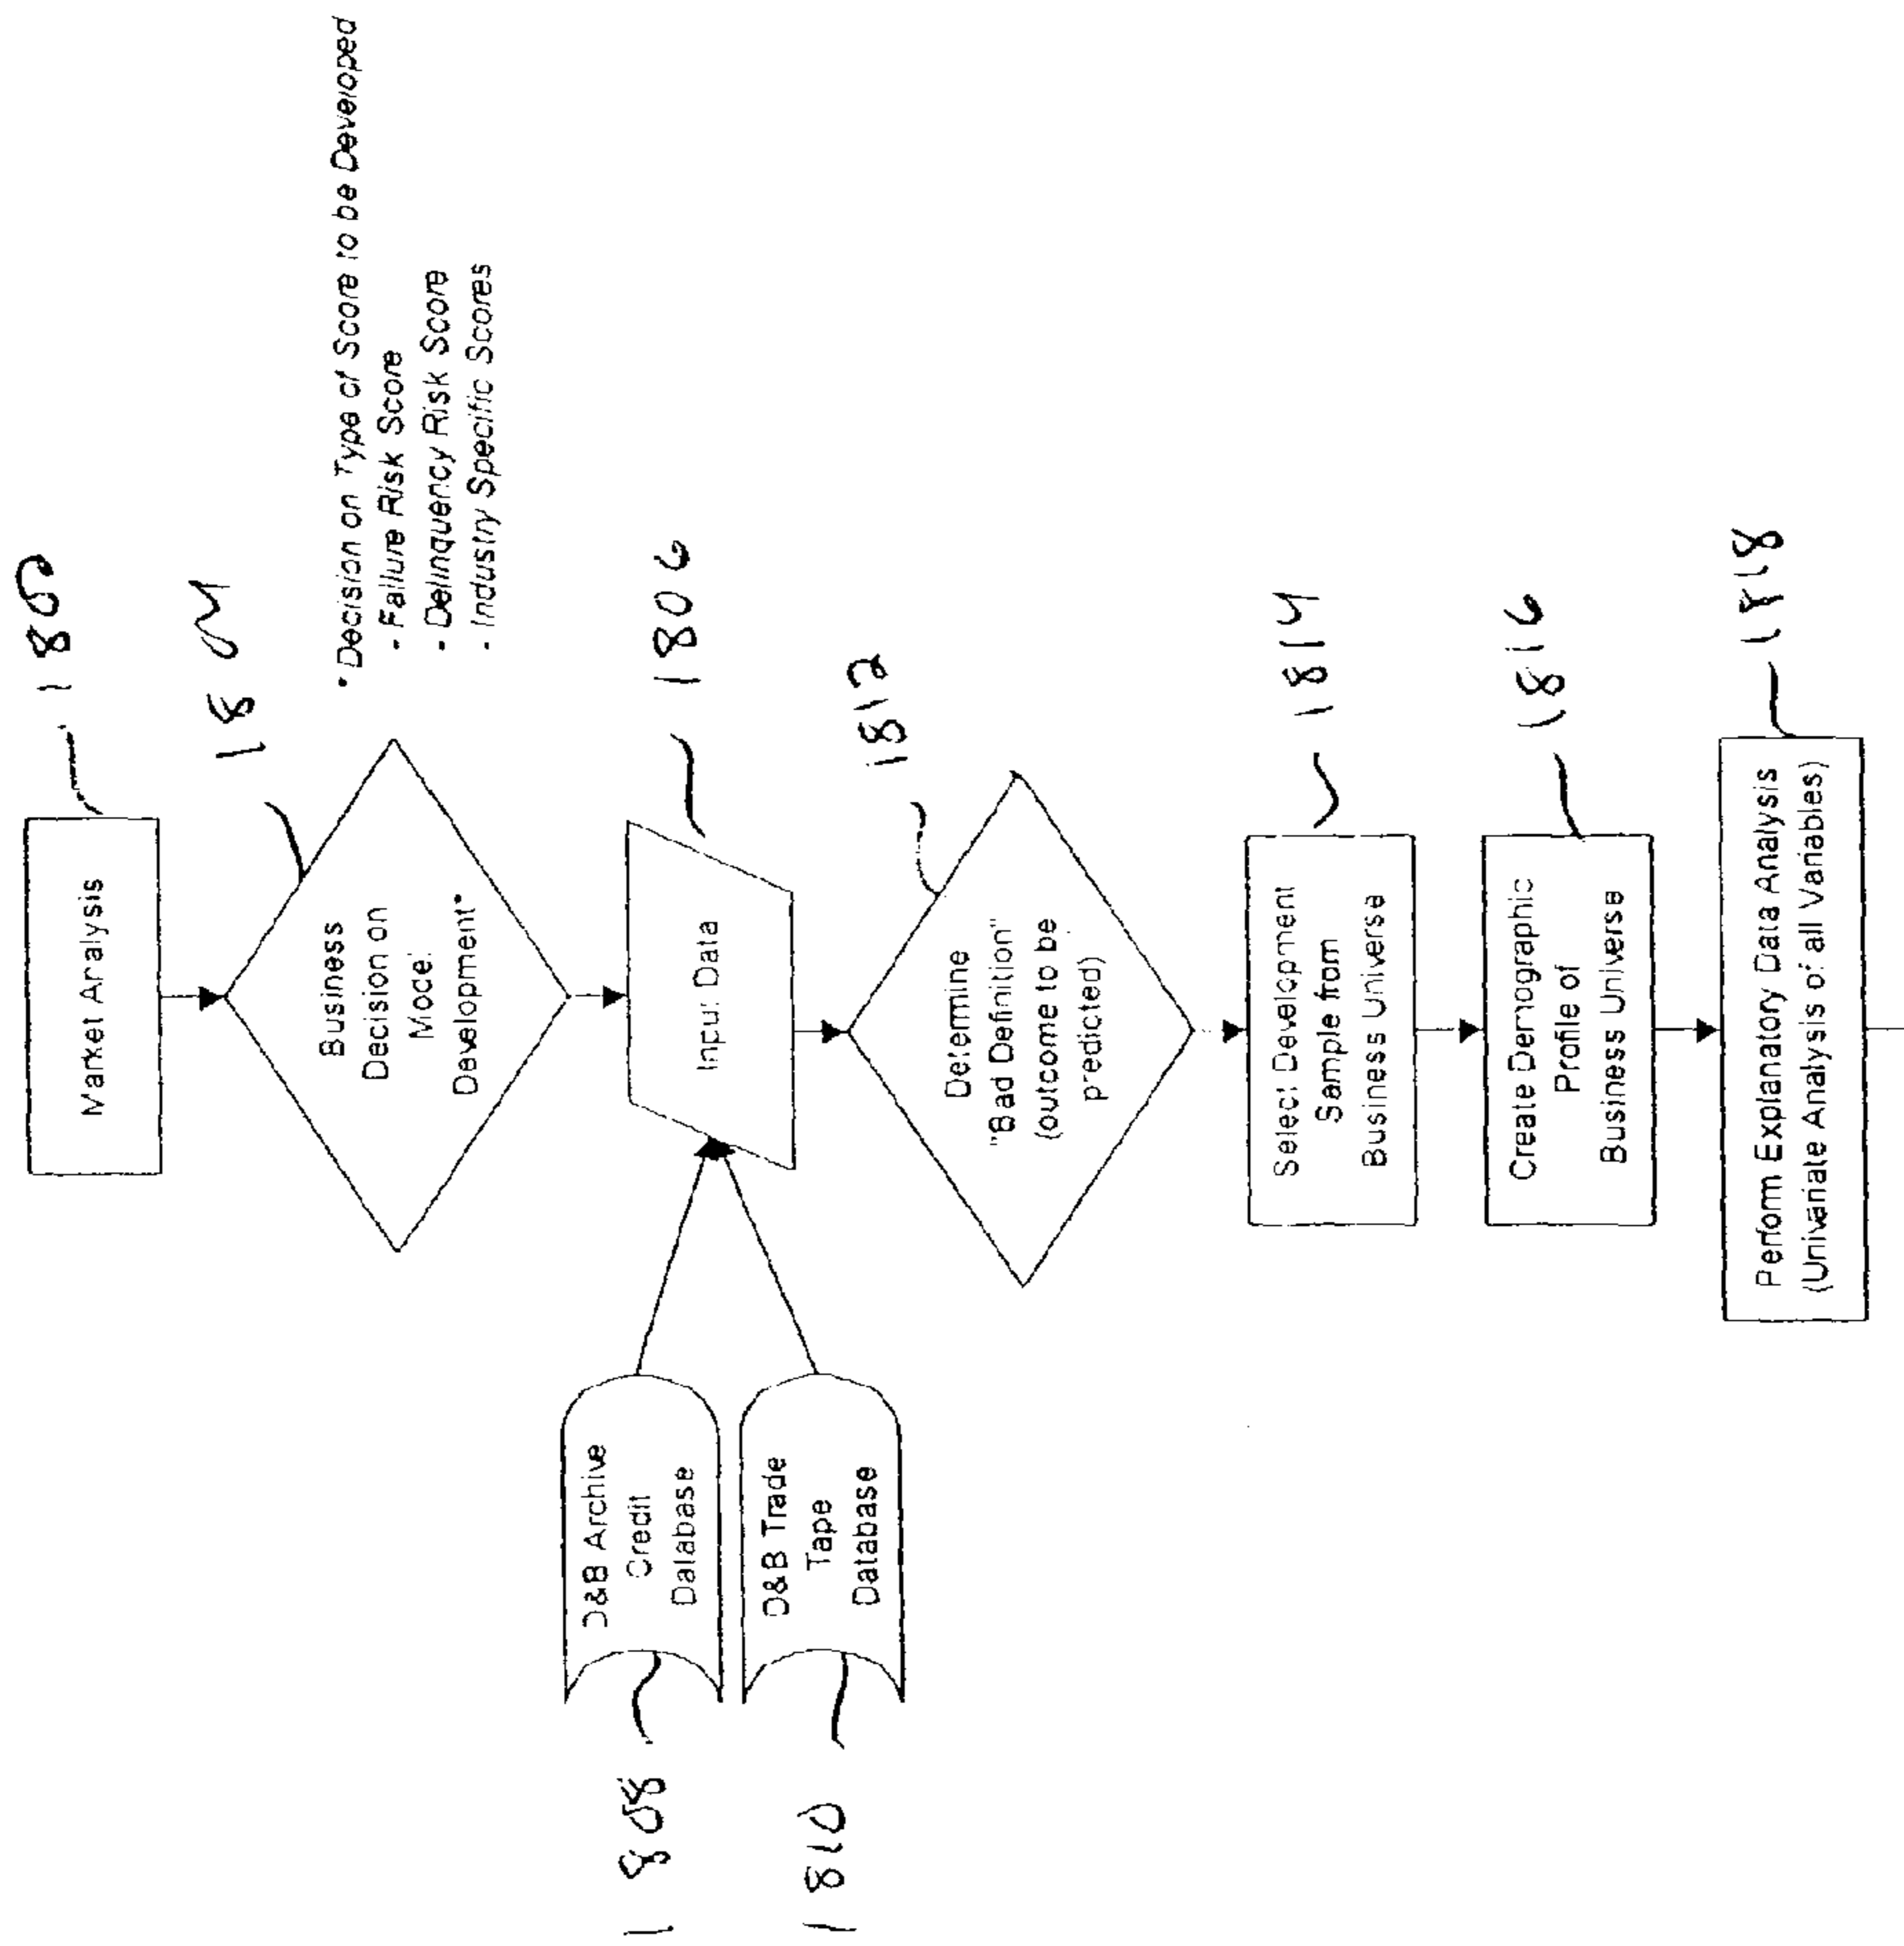 Market Analysis
1802
Business
Decision on
Model
Development*
1804
* Decision on Type of Score to be Developed
- Failure Risk Score
- Delinquency Risk Score
- Industry Specific Scores
D&B Archive
Credit
Database
1808
D&B Trade
Tape
Database
1810
Input Data
1806
Determine
"Bad Definition"
(outcome to be
predicted)
1812
Select Development
Sample from
Business Universe
1814
Create Demographic
Profile of
Business Universe
1816
Perform Explanatory Data Analysis
(Univariate Analysis of all Variables)
1818